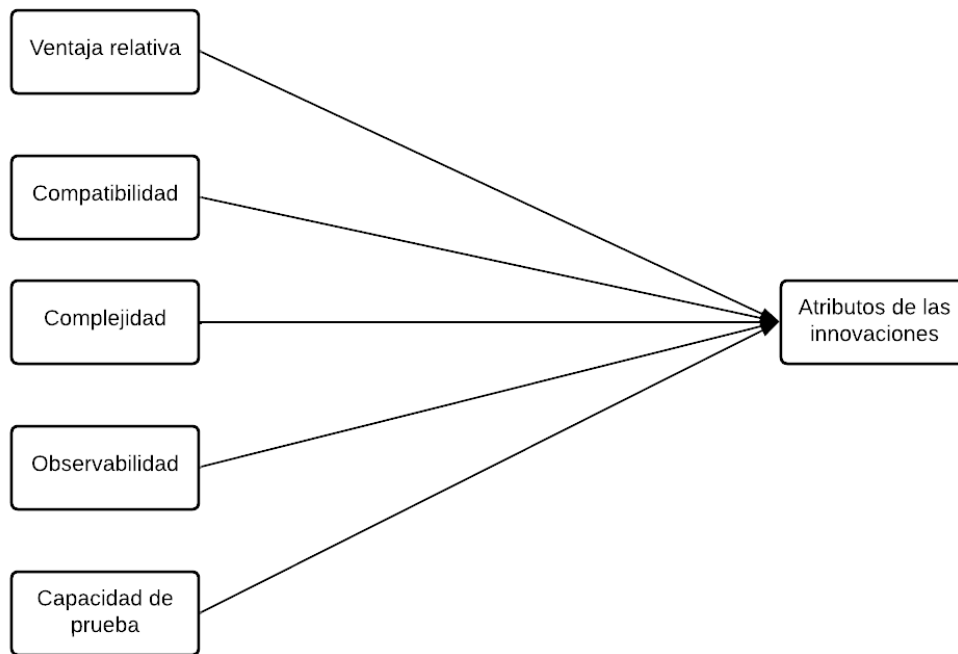 Ventaja relativa
Compatibilidad
Complejidad
Atributos de las
innovaciones
Observabilidad
Capacidad de
prueba